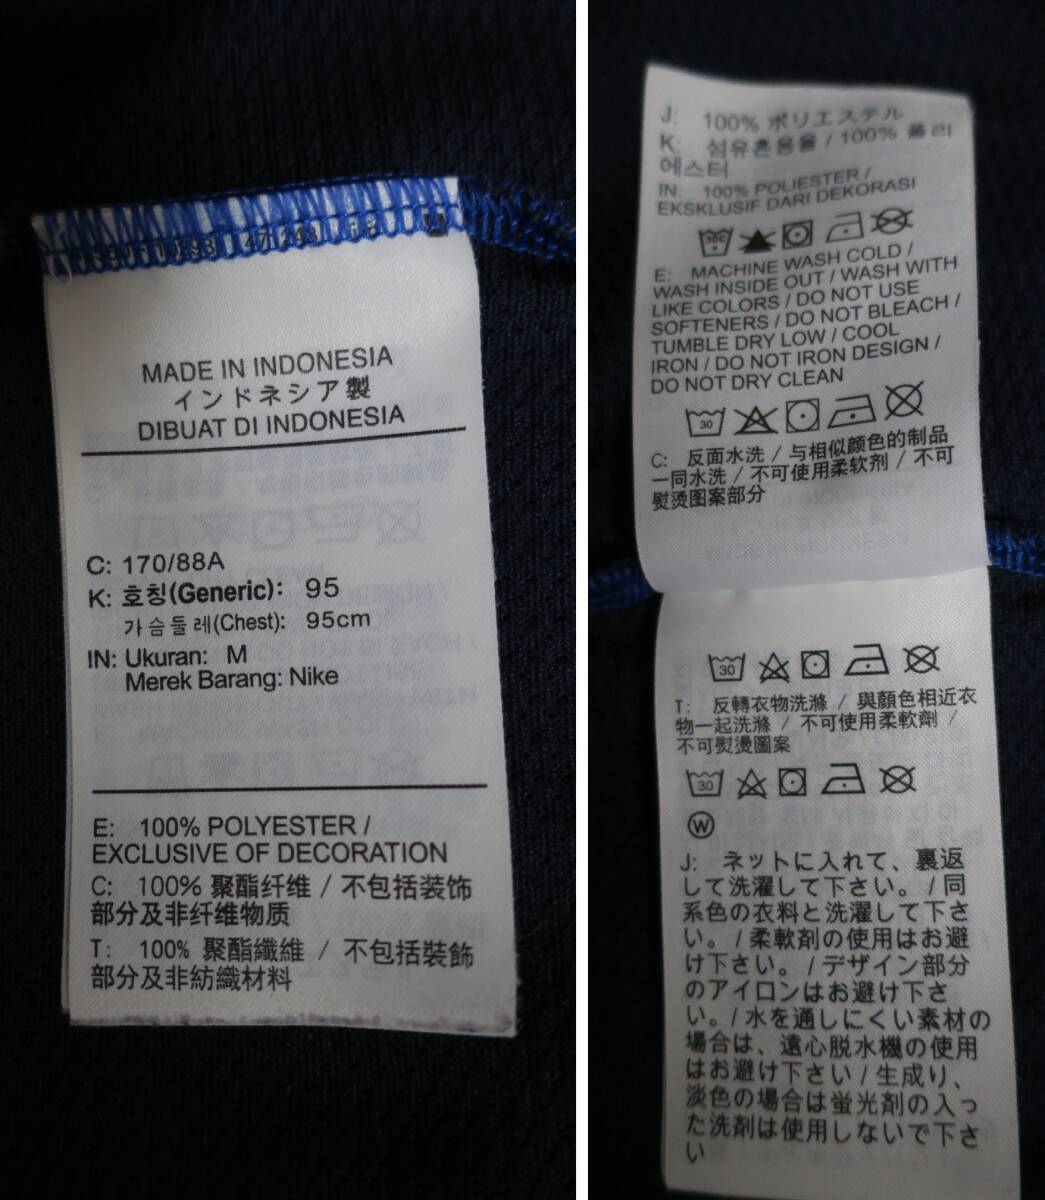 MADE IN INDONESIA
インドネシア製
DIBUAT DI INDONESIA
C: 170/88A
K: 호칭(Generic): 95
가슴둘레(Chest): 95cm
IN: Ukuran: M
Merek Barang: Nike
E: 100% POLYESTER /
EXCLUSIVE OF DECORATION
C: 100% 聚酯纤维 / 不包括装饰
部分及非纤维物质
T: 100% 聚酯纖維 / 不包括裝飾
部分及非紡織材料
J: 100% ポリエステル
K: 섬유혼용율 / 100% 폴리
에스터
IN: 100% POLIESTER /
EKSKLUSIF DARI DEKORASI
30C
E: MACHINE WASH COLD /
WASH INSIDE OUT / WASH WITH
LIKE COLORS / DO NOT USE
SOFTENERS / DO NOT BLEACH /
TUMBLE DRY LOW / COOL
IRON / DO NOT IRON DESIGN /
DO NOT DRY CLEAN
30
C: 反面水洗 / 与相似颜色的制品
一同水洗 / 不可使用柔软剂 / 不可
熨烫图案部分
30
T: 反轉衣物洗滌 / 與顏色相近衣
物一起洗滌 / 不可使用柔軟劑 /
不可熨燙圖案
30
W
J: ネットに入れて、裏返
して洗濯して下さい。/ 同
系色の衣料と洗濯して下さ
い。/ 柔軟剤の使用はお避
け下さい。/ デザイン部分
のアイロンはお避け下さ
い。/ 水を通しにくい素材の
場合は、遠心脱水機の使用
はお避け下さい / 生成り、
淡色の場合は蛍光剤の入っ
た洗剤は使用しないで下さ
い